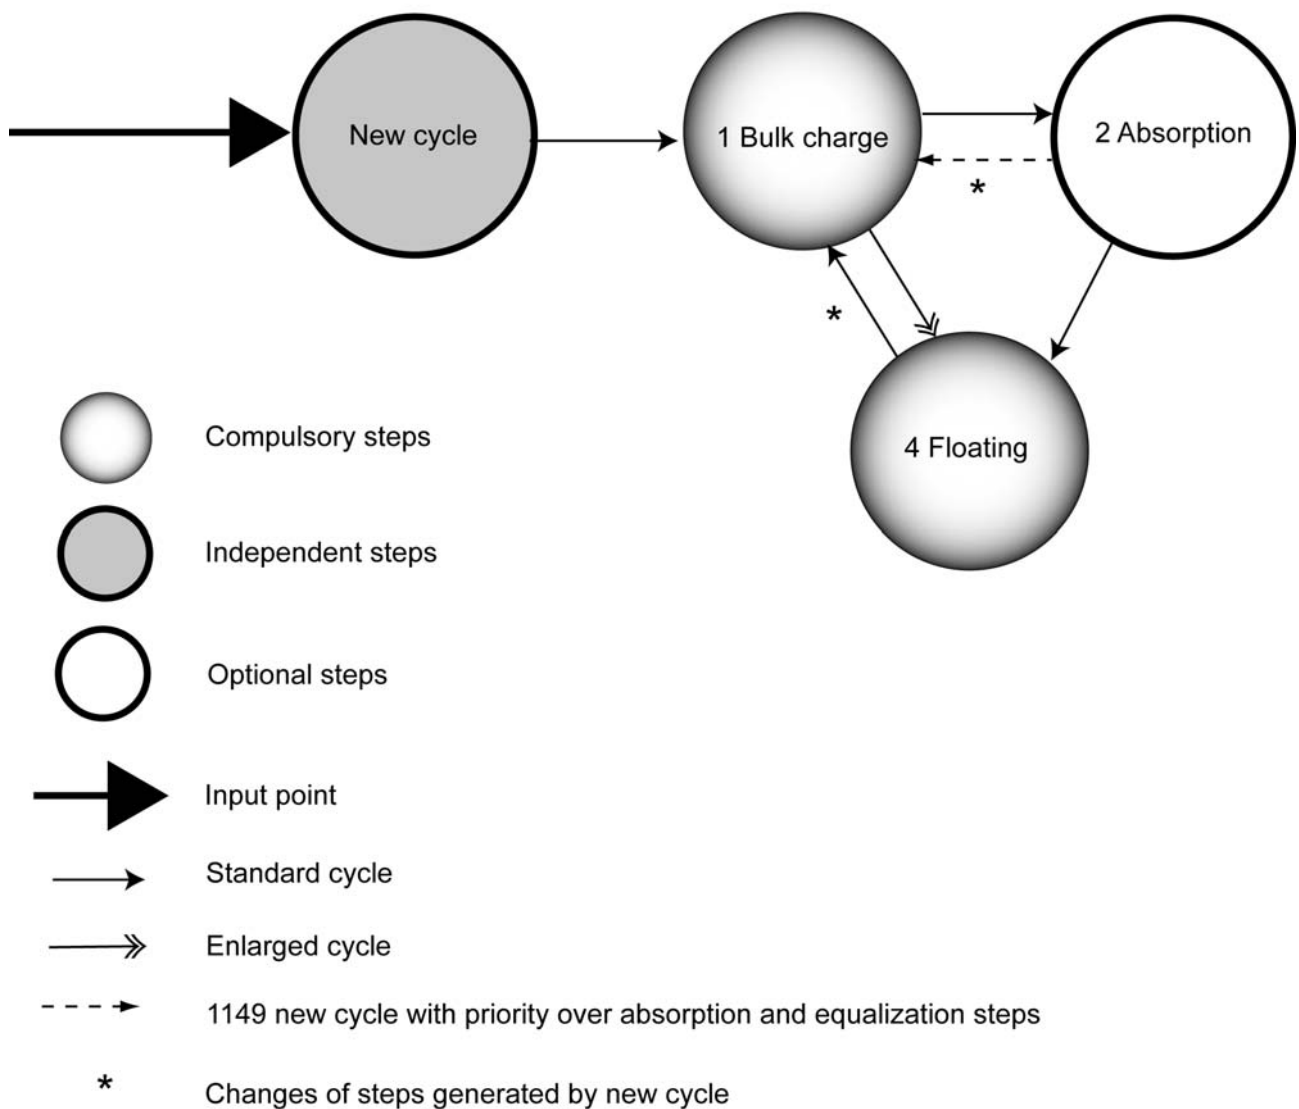 New cycle
1 Bulk charge
2 Absorption
*
*
4 Floating
Compulsory steps
Independent steps
Optional steps
Input point
Standard cycle
Enlarged cycle
1149 new cycle with priority over absorption and equalization steps
* Changes of steps generated by new cycle